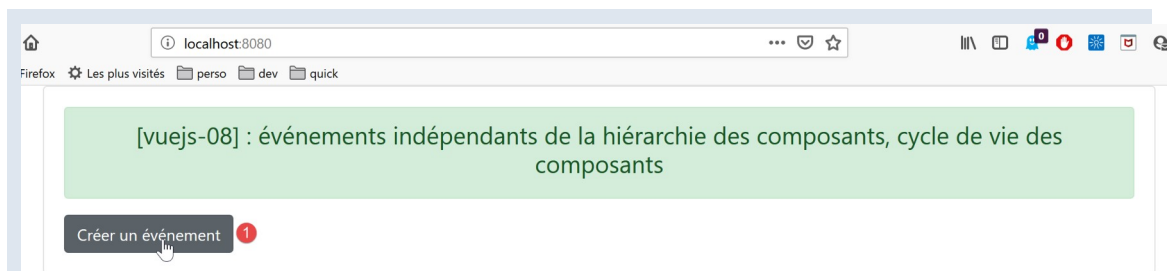 localhost:8080
0
Firefox Les plus visités perso dev quick
[vuejs-08] : événements indépendants de la hiérarchie des composants, cycle de vie des
composants
Créer un événement 1